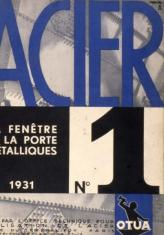 ACIER
LA FENÊTRE
LA PORTE
MÉTALLIQUES
1931 N° 1
PAR L'OFFICE TECHNIQUE POUR
L'ACIER
OTUA